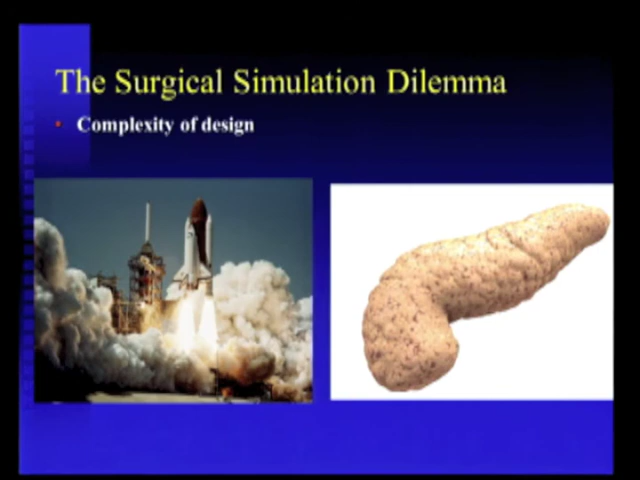 The Surgical Simulation Dilemma
• Complexity of design